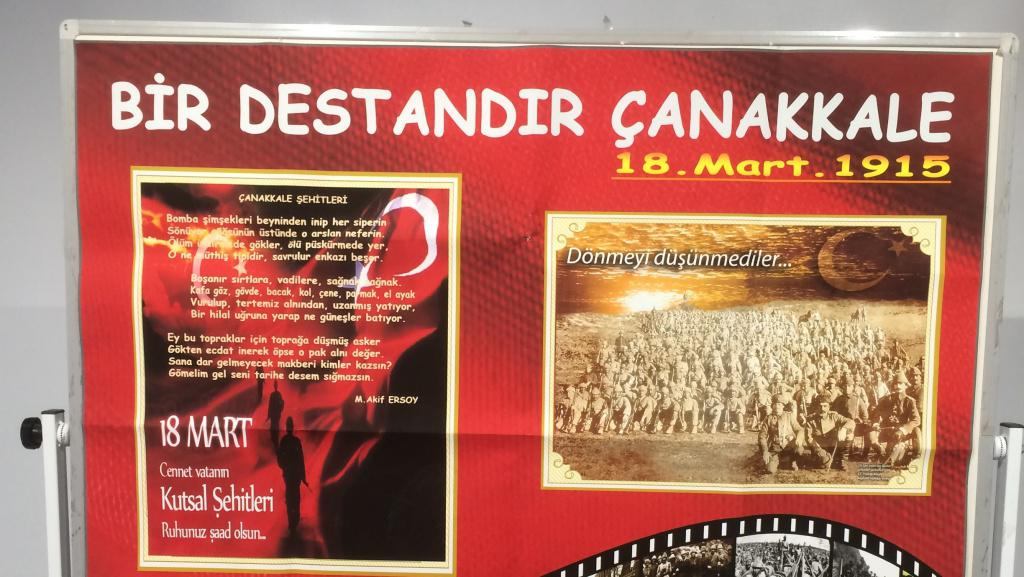 BİR DESTANDIR ÇANAKKALE
18.Mart.1915
ÇANAKKALE ŞEHİTLERİ
Bomba şimşekleri beyninden inip her siperin
Sönüyor göğsünün üstünde o arslan neferin.
Ölüm indirmede gökler, ölü püskürmede yer,
O ne müthiş tipidir, savrulur enkazı beşer.
Boşanır sırtlara, vadilere, sağnak sağnak.
Kafa göz, gövde, bacak, kol, çene, parmak, el ayak
Vurulup, tertemiz alnından, uzanmış yatıyor,
Bir hilal uğruna yarap ne güneşler batıyor.
Ey bu topraklar için toprağa düşmüş asker
Gökten ecdat inerek öpse o pak alnı değer.
Sana dar gelmeyecek makberi kimler kazsın?
Gömelim gel seni tarihe desem sığmazsın.
M.Akif ERSOY
18 MART
Cennet vatanın
Kutsal Şehitleri
Ruhunuz şaad olsun...
Dönmeyi düşünmediler...